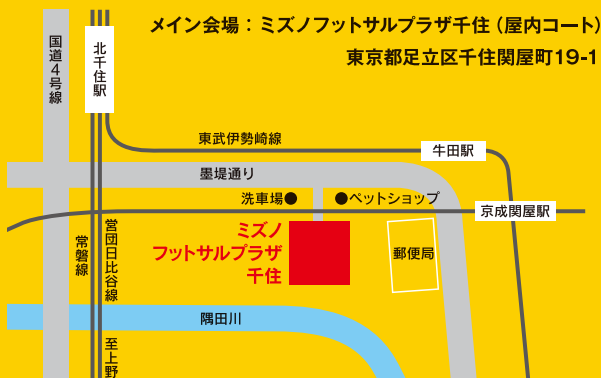 メイン会場：ミズノフットサルプラザ千住（屋内コート）
東京都足立区千住関屋町19-1
国道4号線
北千住駅
東武伊勢崎線
牛田駅
墨堤通り
洗車場●
●ペットショップ
京成関屋駅
ミズノ
フットサルプラザ
千住
郵便局
常磐線
営団日比谷線
隅田川
至上野